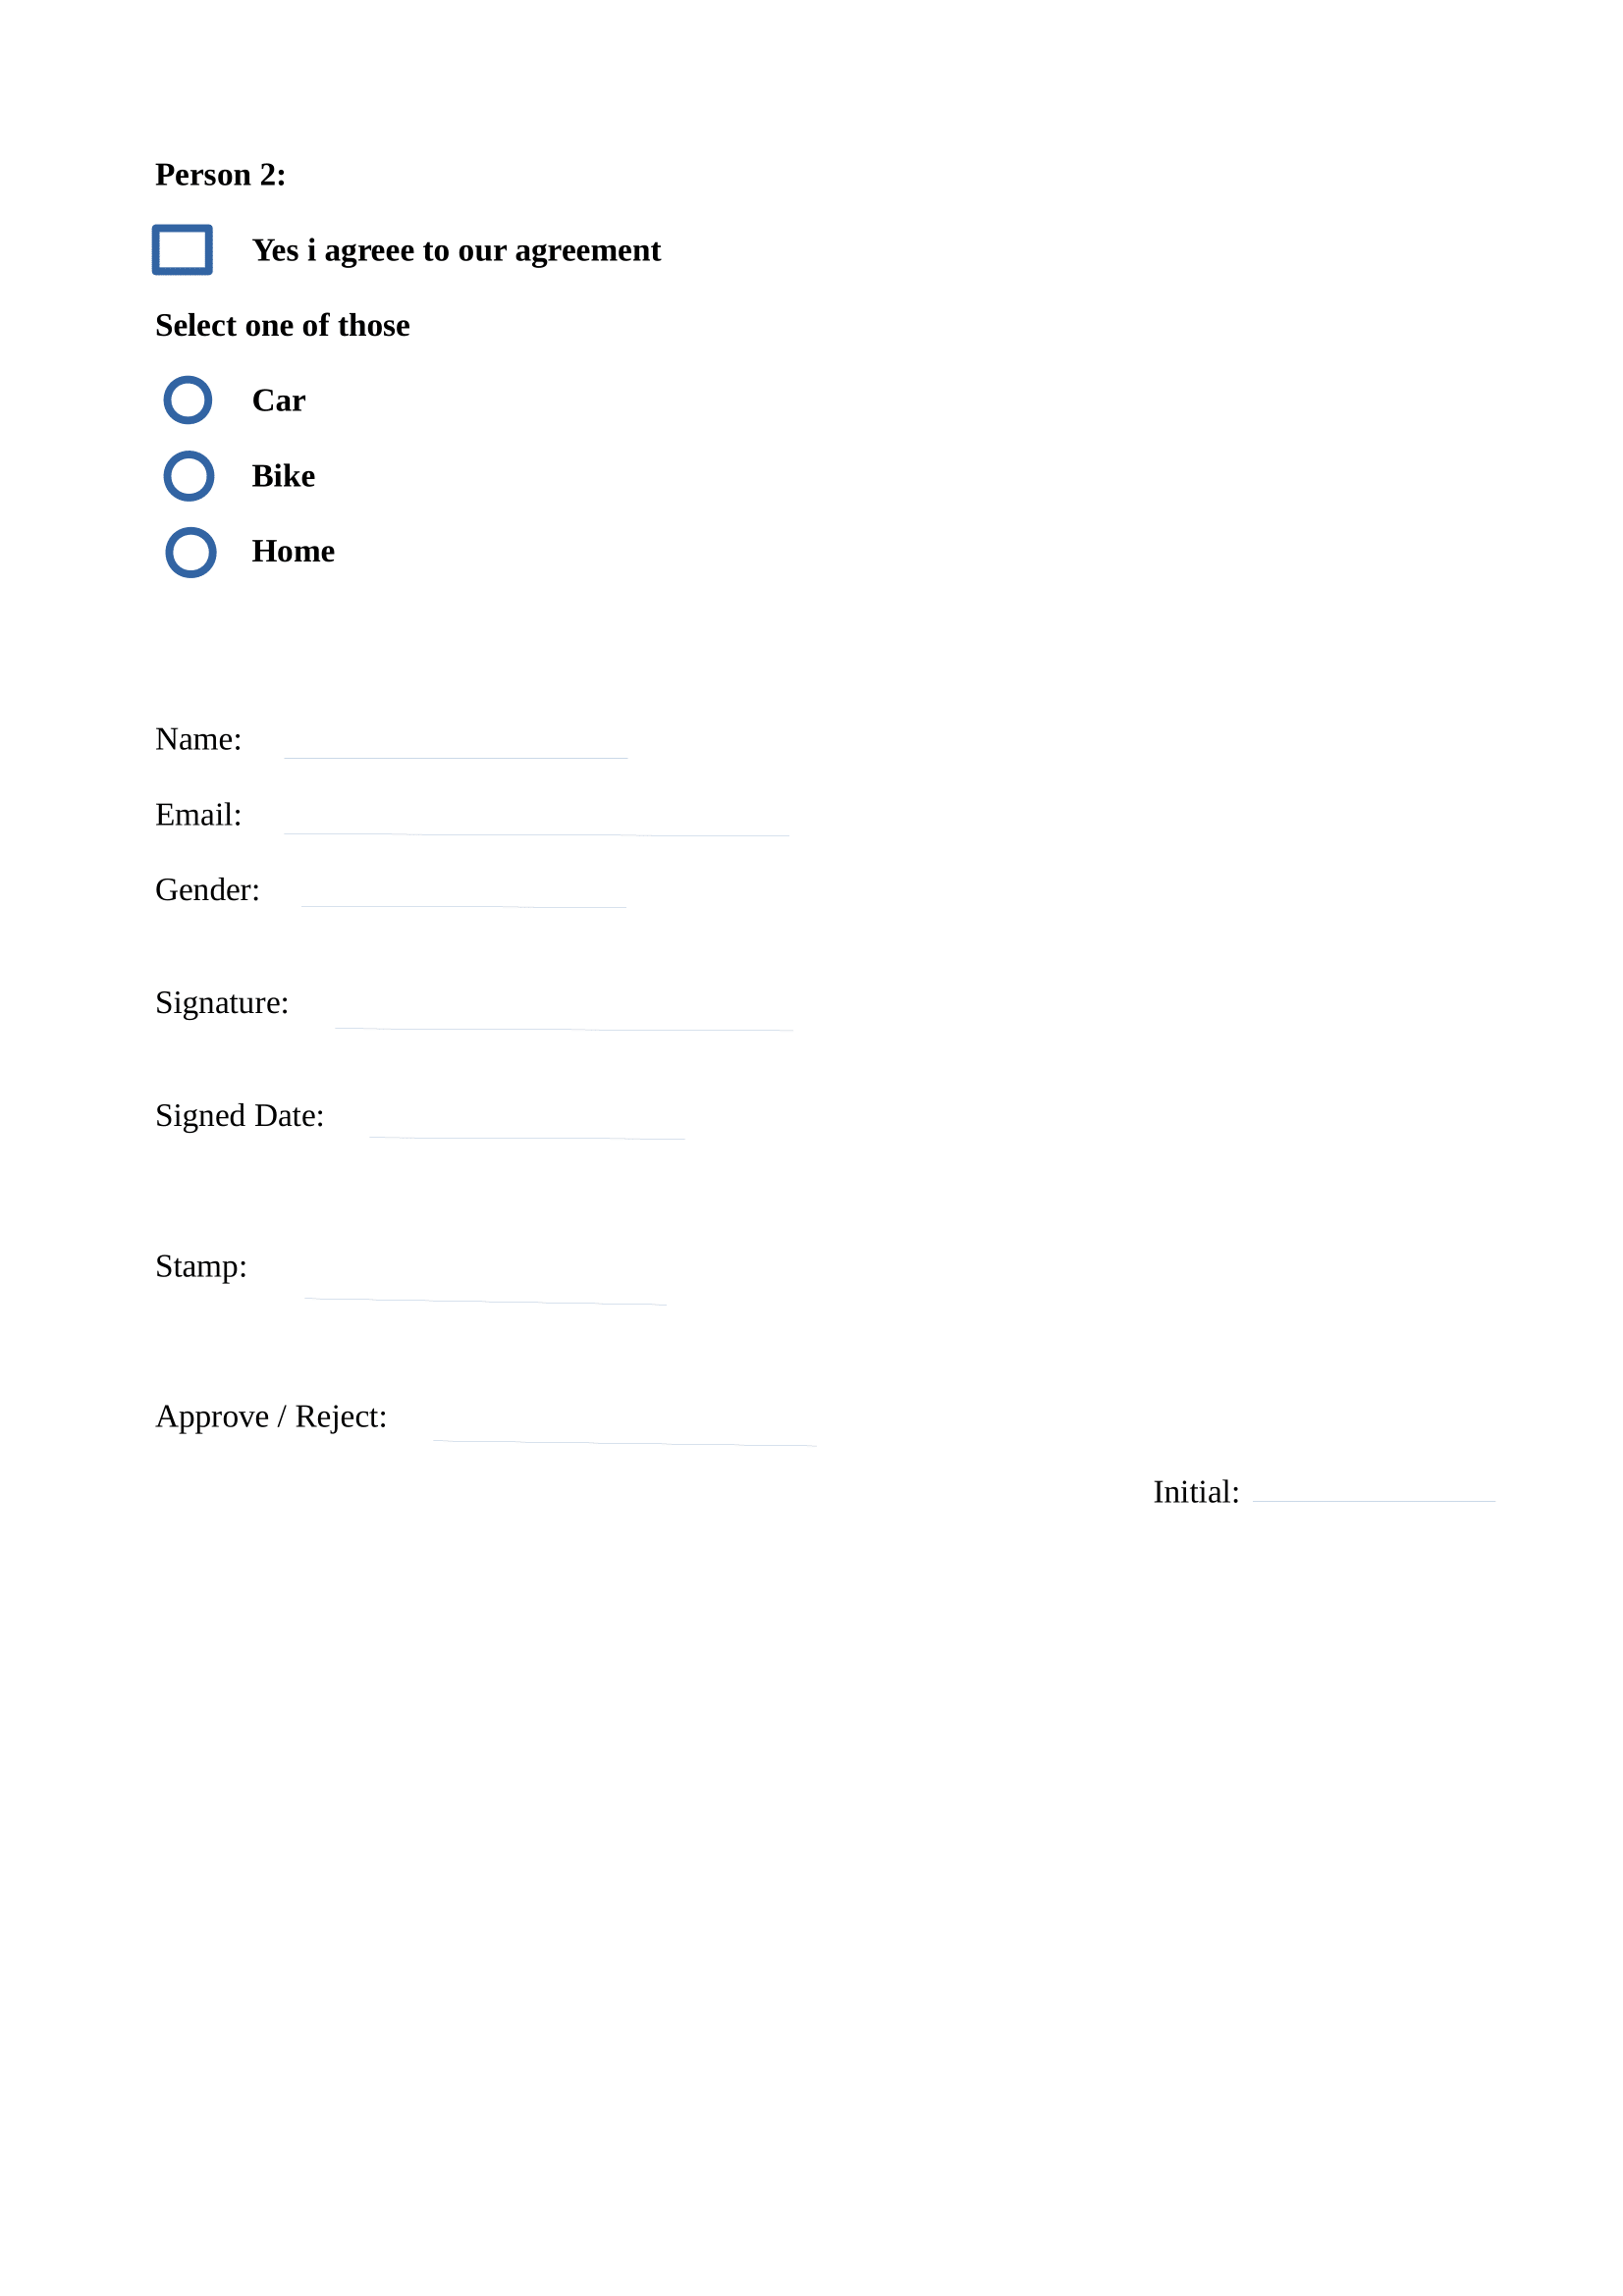 Person 2:
Yes i agreee to our agreement
Select one of those
Car
Bike
Home
Name:
Email:
Gender:
Signature:
Signed Date:
Stamp:
Approve / Reject:
Initial: